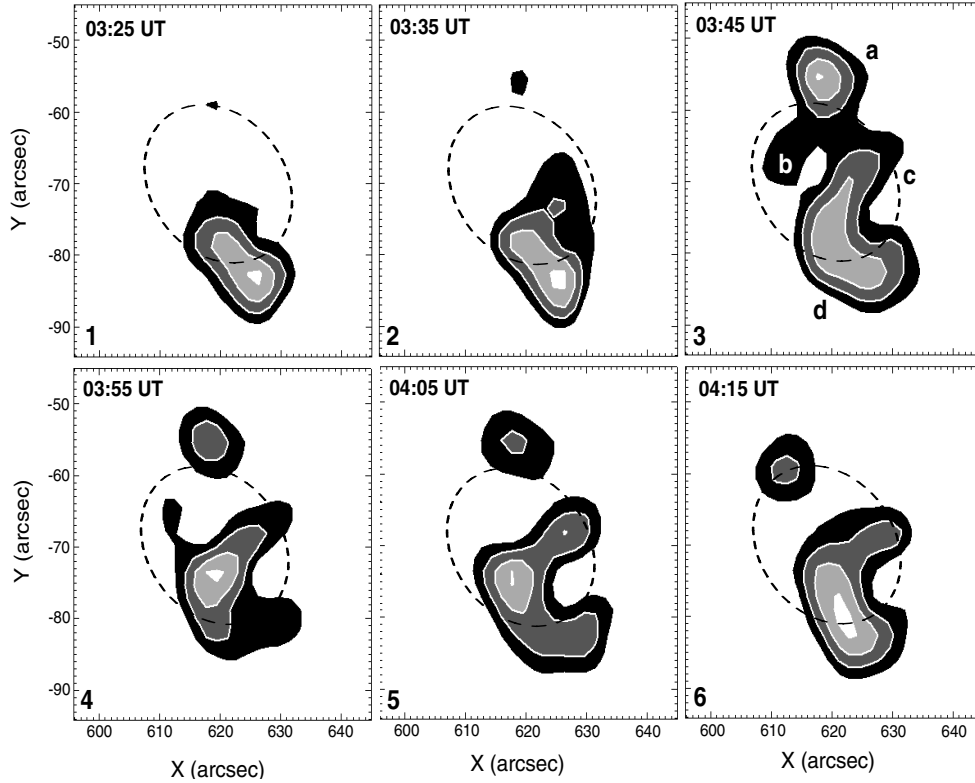 03:25 UT
03:35 UT
03:45 UT
-50
-60
-70
-80
-90
Y (arcsec)
a
b
c
d
1
2
3
03:55 UT
04:05 UT
04:15 UT
-50
-60
-70
-80
-90
Y (arcsec)
4
5
6
600 610 620 630 640
600 610 620 630 640
600 610 620 630 640
X (arcsec)
X (arcsec)
X (arcsec)